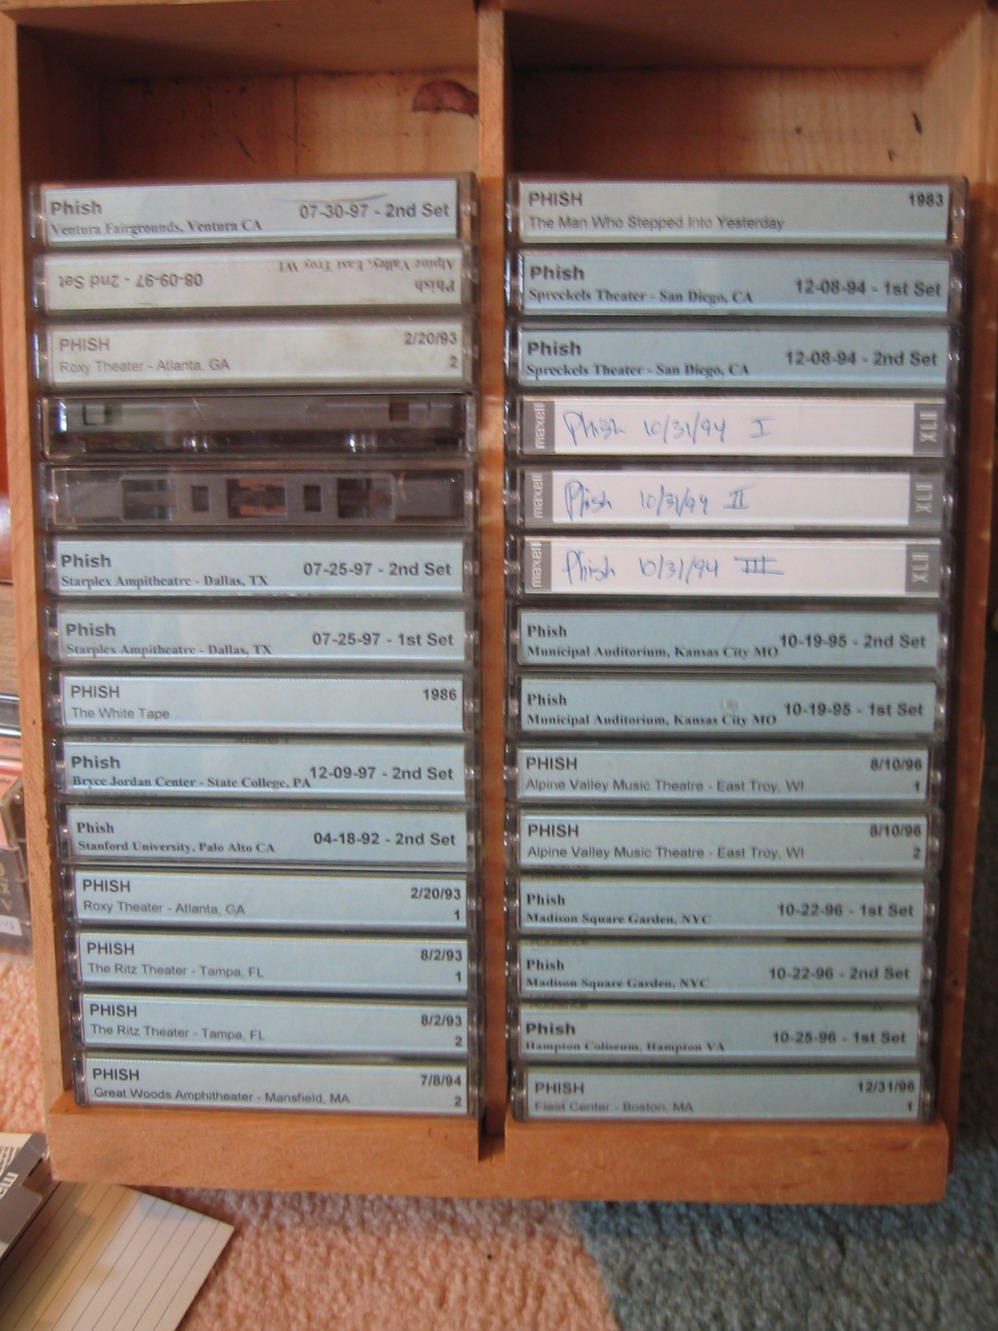 Phish
07-30-97 - 2nd Set
Ventura Fairgrounds, Ventura CA
Phish
08-09-97 - 2nd Set
Alpine Valley, East Troy WI
PHISH
2/20/93
Roxy Theater - Atlanta, GA
2
Phish
07-25-97 - 2nd Set
Starplex Ampitheatre - Dallas, TX
Phish
07-25-97 - 1st Set
Starplex Ampitheatre - Dallas, TX
PHISH
1986
The White Tape
Phish
12-09-97 - 2nd Set
Bryce Jordan Center - State College, PA
Phish
04-18-92 - 2nd Set
Stanford University, Palo Alto CA
PHISH
2/20/93
Roxy Theater - Atlanta, GA
1
PHISH
8/2/93
The Ritz Theater - Tampa, FL
1
PHISH
8/2/93
The Ritz Theater - Tampa, FL
2
PHISH
7/8/94
Great Woods Amphitheater - Mansfield, MA
2
PHISH
1983
The Man Who Stepped Into Yesterday
Phish
12-08-94 - 1st Set
Spreckels Theater - San Diego, CA
Phish
12-08-94 - 2nd Set
Spreckels Theater - San Diego, CA
maxell Phish 10/31/94 I XLII
maxell Phish 10/31/94 II XLII
maxell Phish 10/31/94 III XLII
Phish
10-19-95 - 2nd Set
Municipal Auditorium, Kansas City MO
Phish
10-19-95 - 1st Set
Municipal Auditorium, Kansas City MO
PHISH
8/10/96
Alpine Valley Music Theatre - East Troy, WI
1
PHISH
8/10/96
Alpine Valley Music Theatre - East Troy, WI
2
Phish
10-22-96 - 1st Set
Madison Square Garden, NYC
Audience
Phish
10-22-96 - 2nd Set
Madison Square Garden, NYC
Audience
Phish
10-25-96 - 1st Set
Hampton Coliseum, Hampton VA
PHISH
12/31/96
Fleet Center - Boston, MA
1